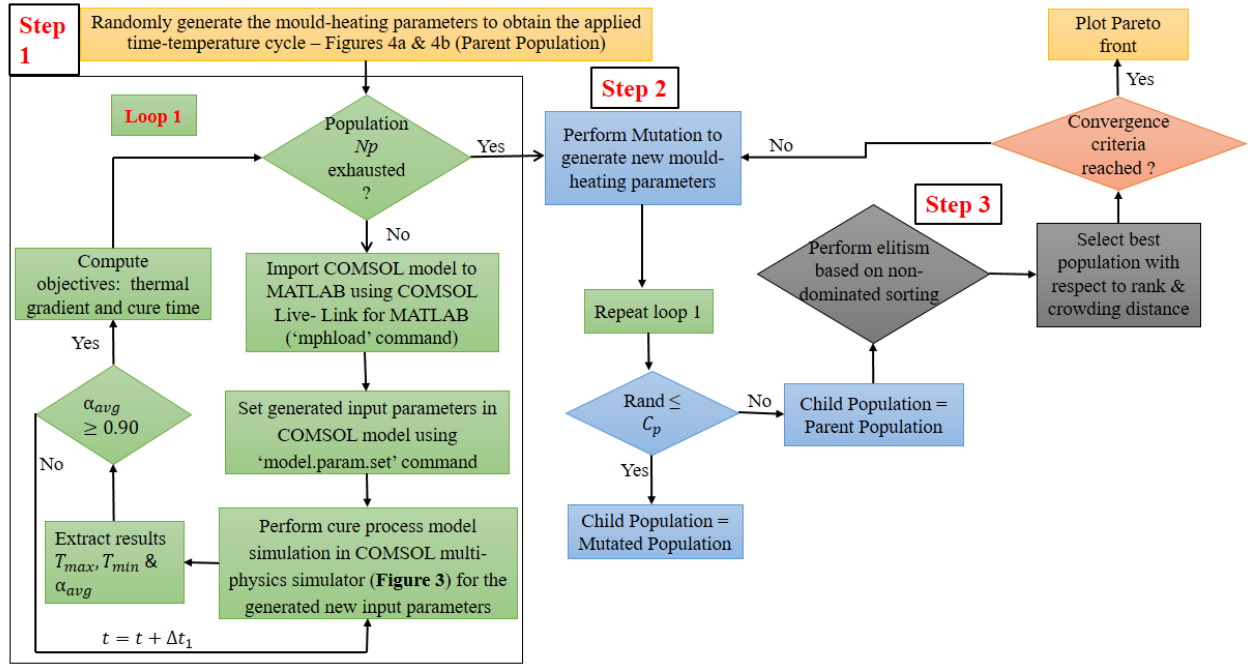 Step
1
Randomly generate the mould-heating parameters to obtain the applied
time-temperature cycle – Figures 4a & 4b (Parent Population)
Loop 1
Population
Np
exhausted
?
Yes
No
Import COMSOL model to
MATLAB using COMSOL
Live- Link for MATLAB
(‘mphload’ command)
Set generated input parameters in
COMSOL model using
‘model.param.set’ command
Perform cure process model
simulation in COMSOL multi-
physics simulator (Figure 3) for the
generated new input parameters
Extract results
T_max, T_min &
α_avg
α_avg
≥ 0.90
No
t = t + Δt₁
Yes
Compute
objectives: thermal
gradient and cure time
Step 2
Perform Mutation to
generate new mould-
heating parameters
Repeat loop 1
Rand ≤
C_p
Yes
Child Population =
Mutated Population
No
Child Population =
Parent Population
Step 3
Perform elitism
based on non-
dominated sorting
Select best
population with
respect to rank &
crowding distance
Convergence
criteria
reached ?
No
Yes
Plot Pareto
front